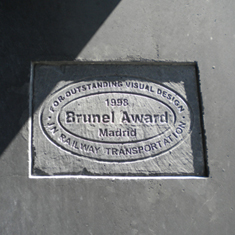 FOR OUTSTANDING VISUAL DESIGN
1998
Brunel Award
Madrid
IN RAILWAY TRANSPORTATION